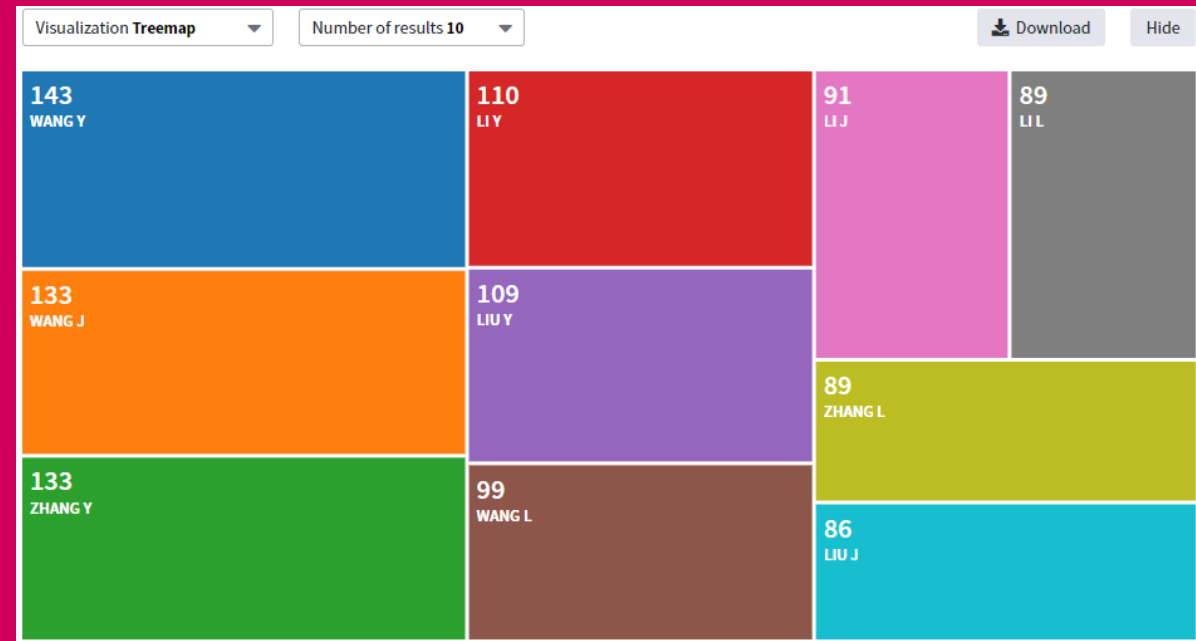 Visualization Treemap
Number of results 10
Download
Hide
143
WANG Y
110
LI Y
91
LI J
89
LI L
133
WANG J
109
LIU Y
89
ZHANG L
133
ZHANG Y
99
WANG L
86
LIU J